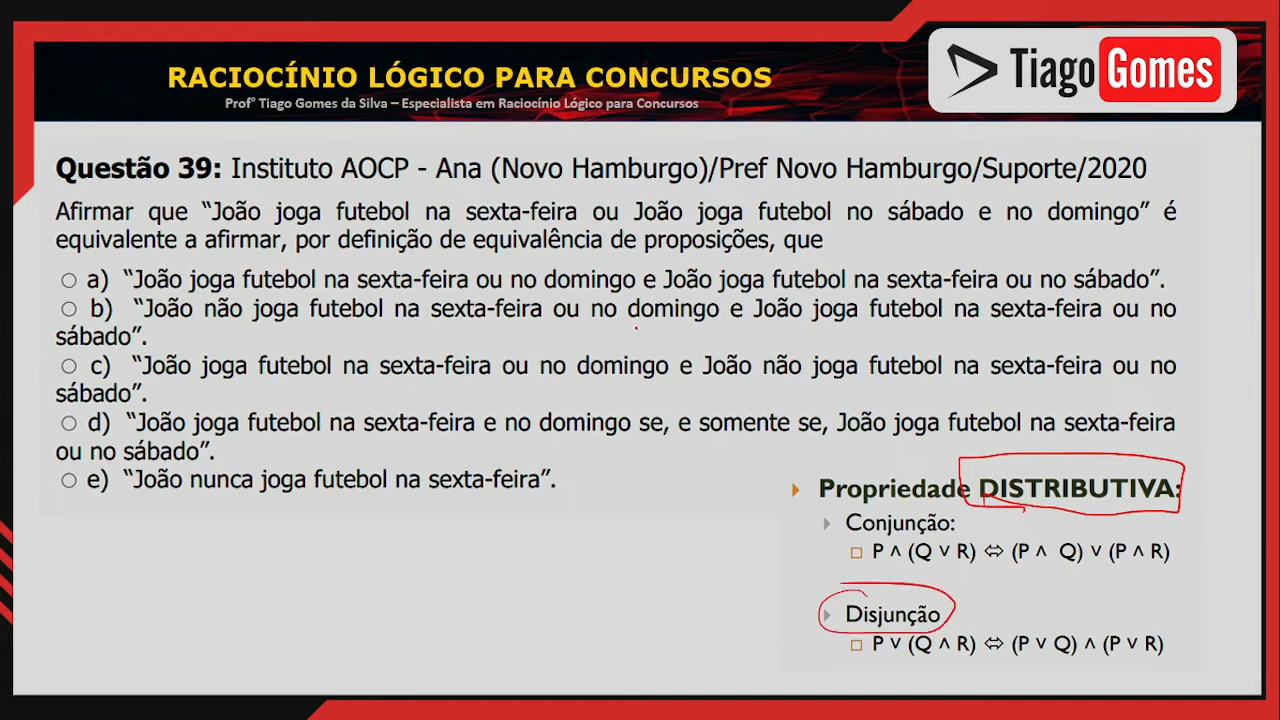 RACIOCÍNIO LÓGICO PARA CONCURSOS
Prof° Tiago Gomes da Silva – Especialista em Raciocínio Lógico para Concursos
Tiago Gomes
Questão 39: Instituto AOCP - Ana (Novo Hamburgo)/Pref Novo Hamburgo/Suporte/2020
Afirmar que “João joga futebol na sexta-feira ou João joga futebol no sábado e no domingo” é
equivalente a afirmar, por definição de equivalência de proposições, que
a) “João joga futebol na sexta-feira ou no domingo e João joga futebol na sexta-feira ou no sábado”.
b) “João não joga futebol na sexta-feira ou no domingo e João joga futebol na sexta-feira ou no
sábado”.
c) “João joga futebol na sexta-feira ou no domingo e João não joga futebol na sexta-feira ou no
sábado”.
d) “João joga futebol na sexta-feira e no domingo se, e somente se, João joga futebol na sexta-feira
ou no sábado”.
e) “João nunca joga futebol na sexta-feira”.
Propriedade DISTRIBUTIVA:
Conjunção:
P ∧ (Q ∨ R) ⇔ (P ∧ Q) ∨ (P ∧ R)
Disjunção
P ∨ (Q ∧ R) ⇔ (P ∨ Q) ∧ (P ∨ R)